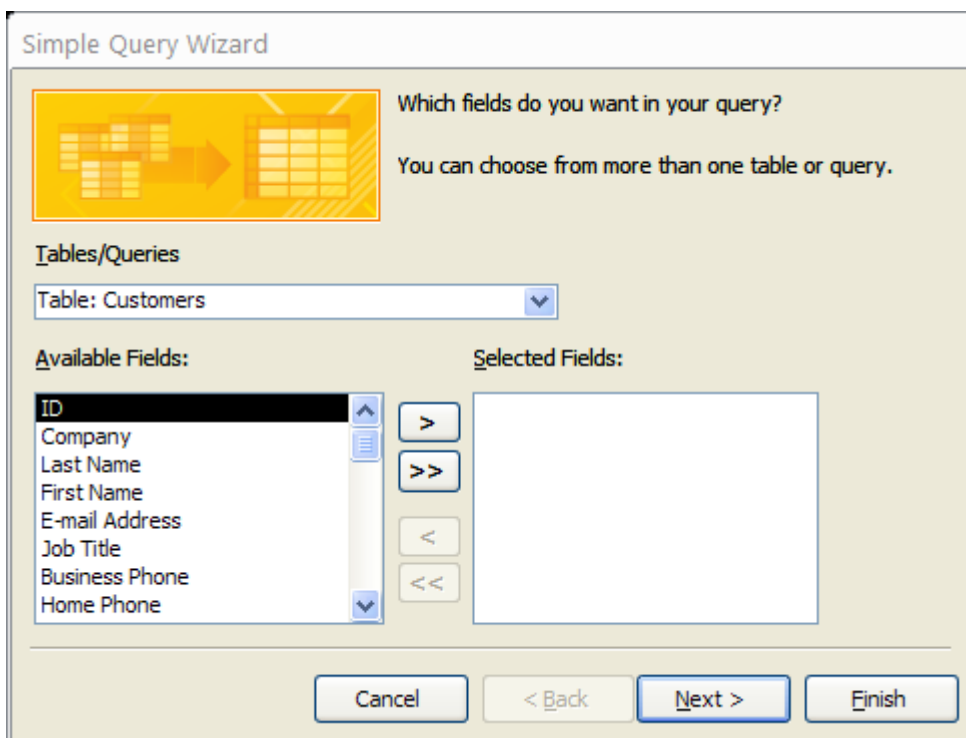 Simple Query Wizard
Which fields do you want in your query?
You can choose from more than one table or query.
Tables/Queries
Table: Customers
Available Fields:
Selected Fields:
ID
Company
Last Name
First Name
E-mail Address
Job Title
Business Phone
Home Phone
>
>>
<
<<
Cancel
< Back
Next >
Finish